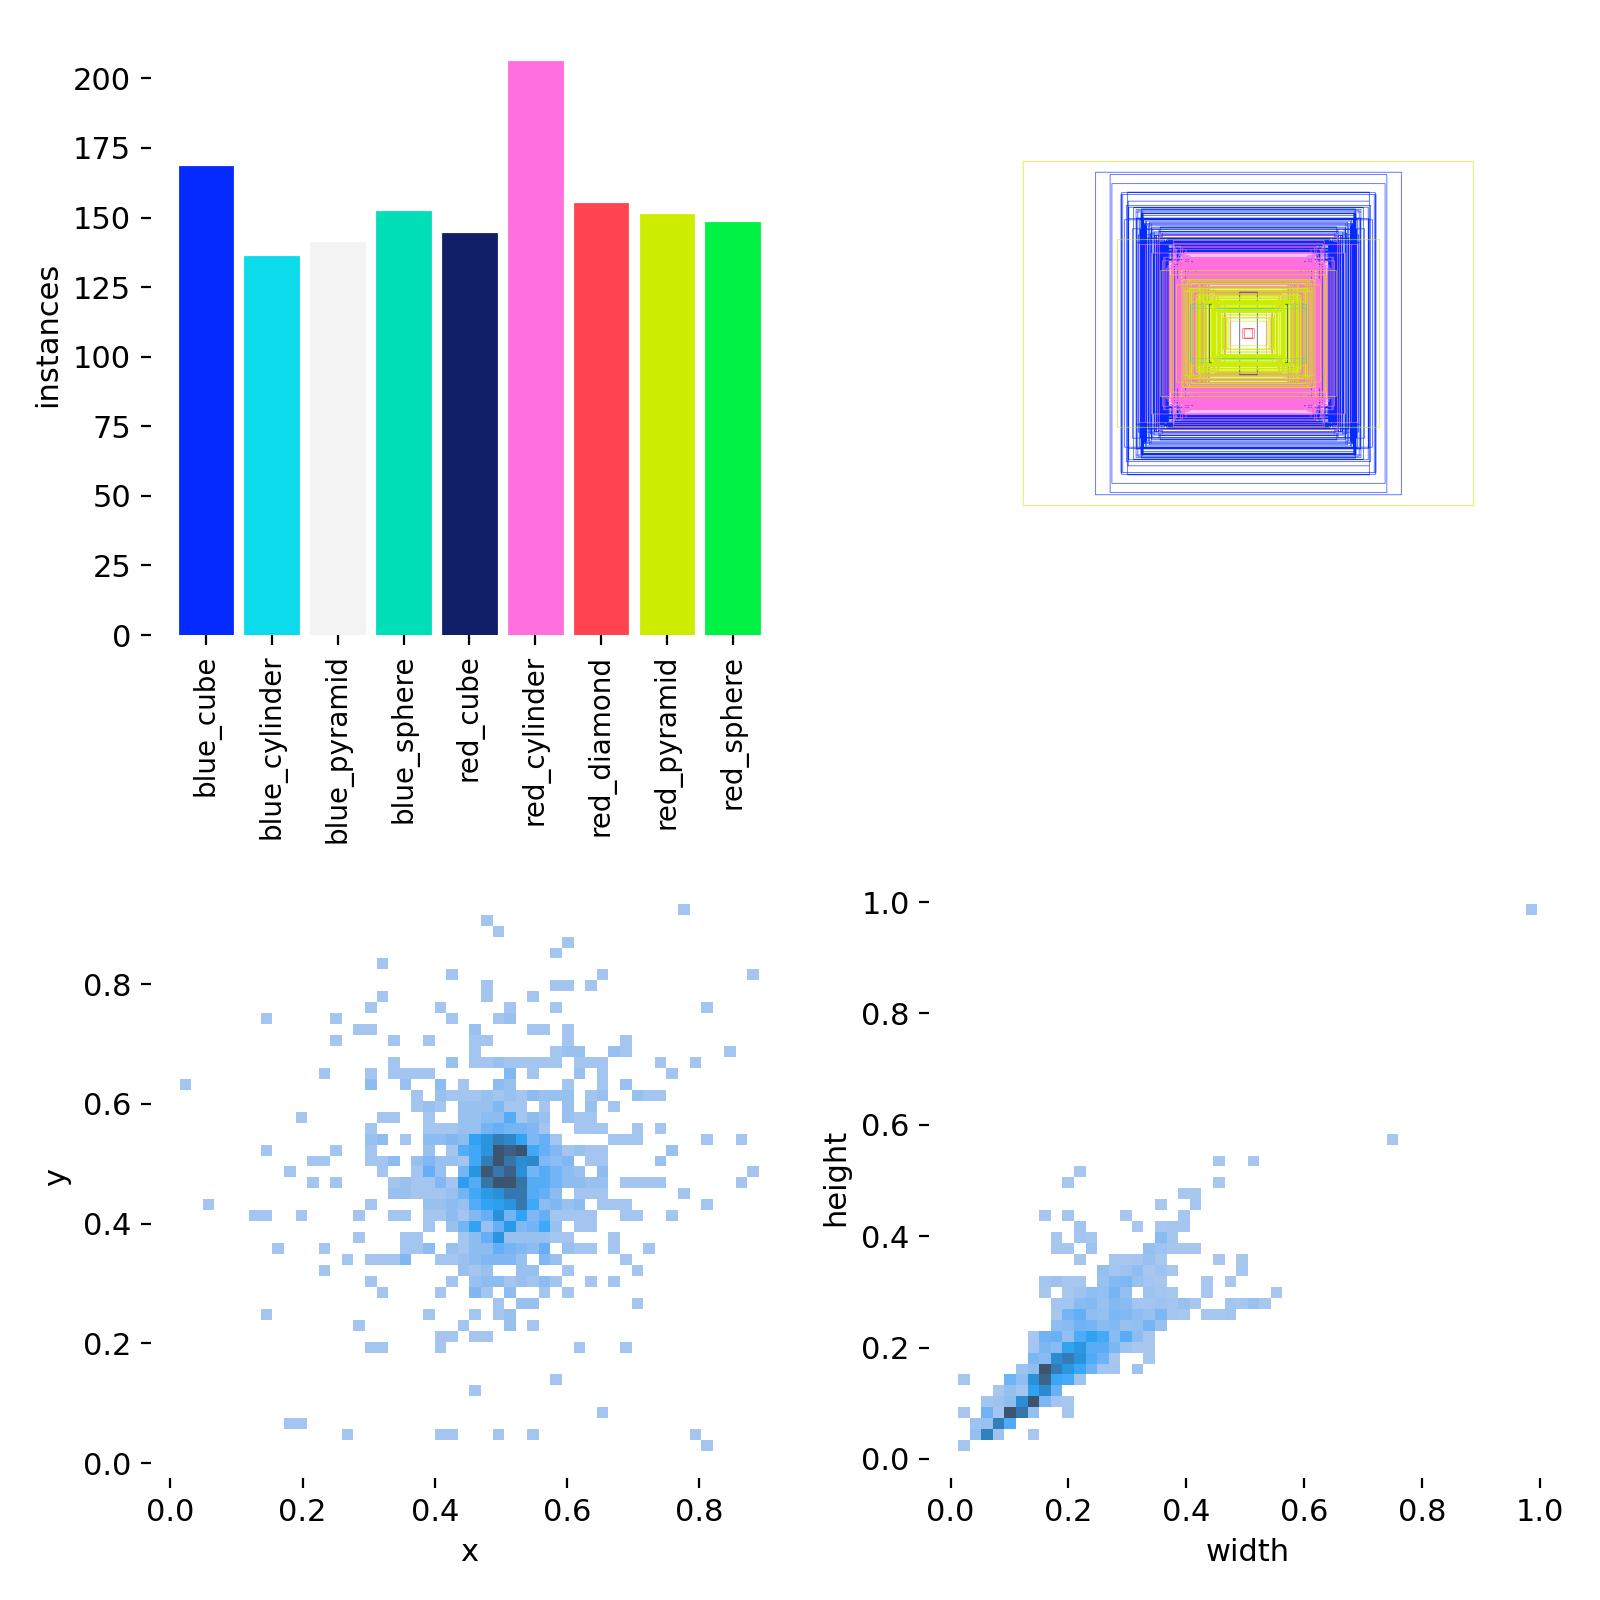 200
175
150
125
100
75
50
25
0
instances
blue_cube
blue_cylinder
blue_pyramid
blue_sphere
red_cube
red_cylinder
red_diamond
red_pyramid
red_sphere
0.8
0.6
0.4
0.2
0.0
y
0.0 0.2 0.4 0.6 0.8
x
1.0
0.8
0.6
0.4
0.2
0.0
height
0.0 0.2 0.4 0.6 0.8 1.0
width